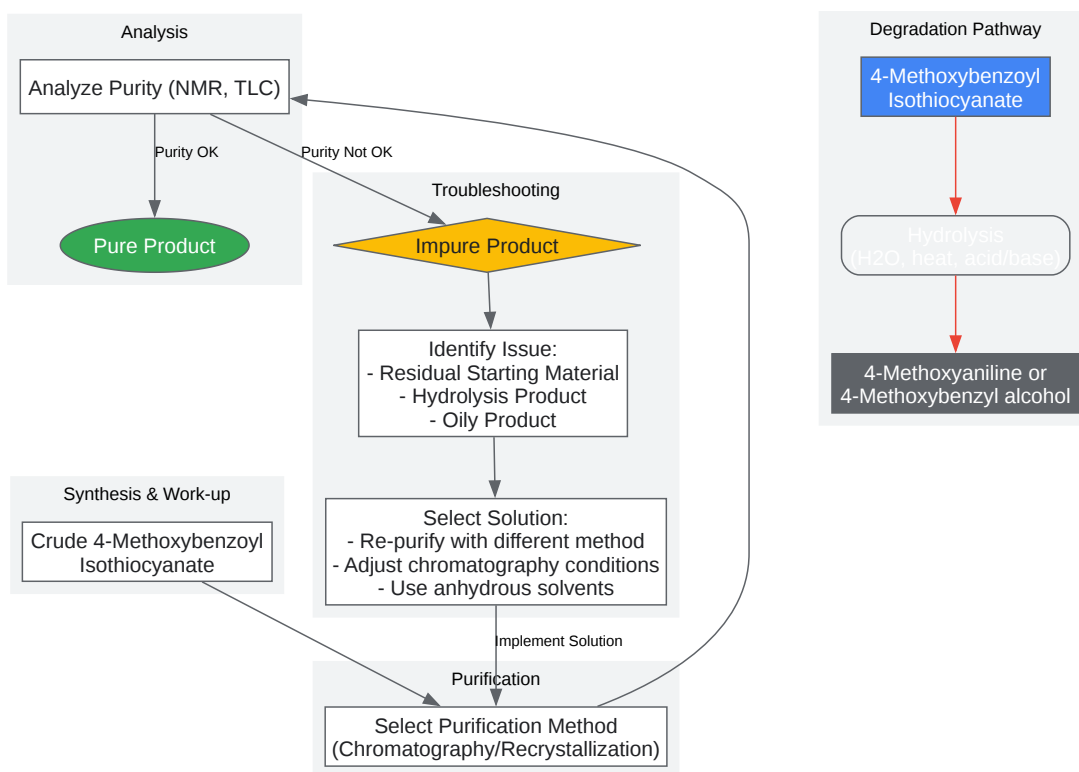 Analysis
Analyze Purity (NMR, TLC)
Purity OK
Purity Not OK
Pure Product
Troubleshooting
Impure Product
Identify Issue:
- Residual Starting Material
- Hydrolysis Product
- Oily Product
Select Solution:
- Re-purify with different method
- Adjust chromatography conditions
- Use anhydrous solvents
Synthesis & Work-up
Crude 4-Methoxybenzoyl
Isothiocyanate
Implement Solution
Purification
Select Purification Method
(Chromatography/Recrystallization)
Degradation Pathway
4-Methoxybenzoyl
Isothiocyanate
Hydrolysis
(H2O, heat, acid/base)
4-Methoxyaniline or
4-Methoxybenzyl alcohol